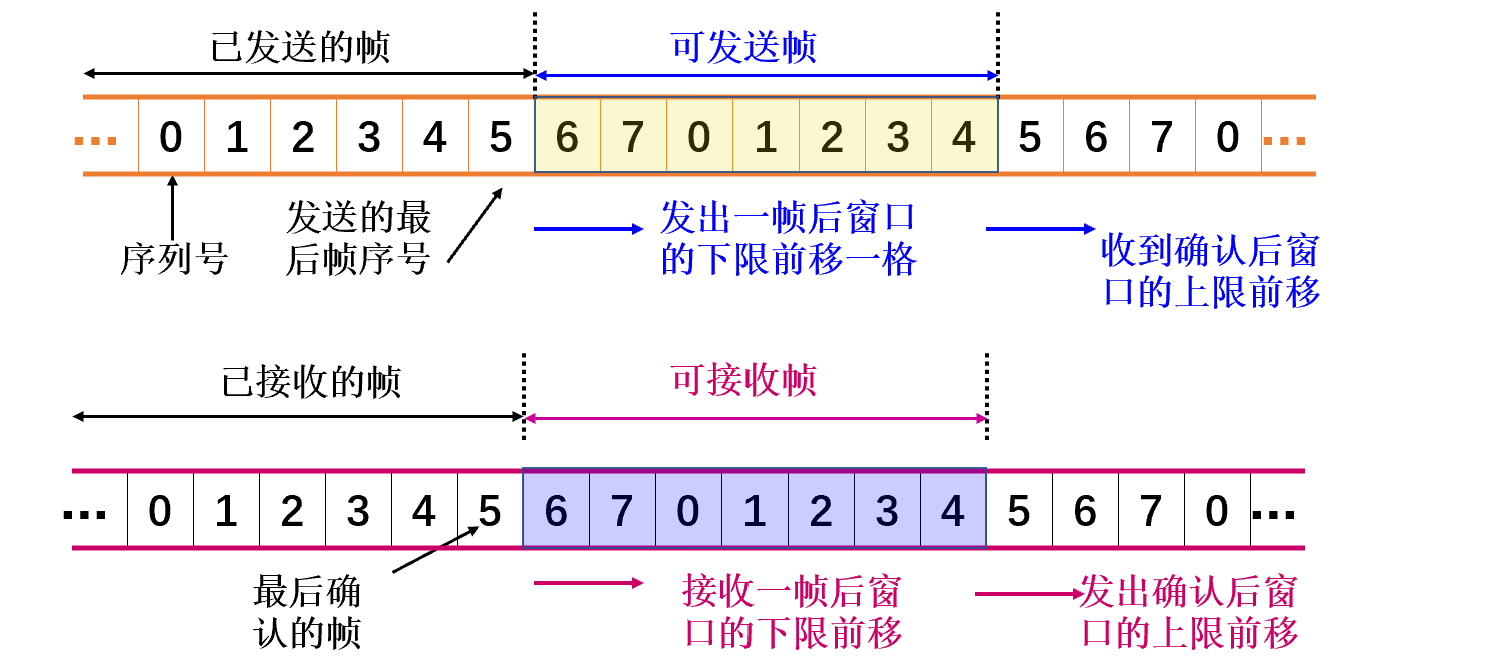 已发送的帧
可发送帧
... 0 1 2 3 4 5 6 7 0 1 2 3 4 5 6 7 0 ...
序列号
发送的最
后帧序号
发出一帧后窗口
的下限前移一格
收到确认后窗
口的上限前移
已接收的帧
可接收帧
... 0 1 2 3 4 5 6 7 0 1 2 3 4 5 6 7 0 ...
最后确
认的帧
接收一帧后窗
口的下限前移
发出确认后窗
口的上限前移